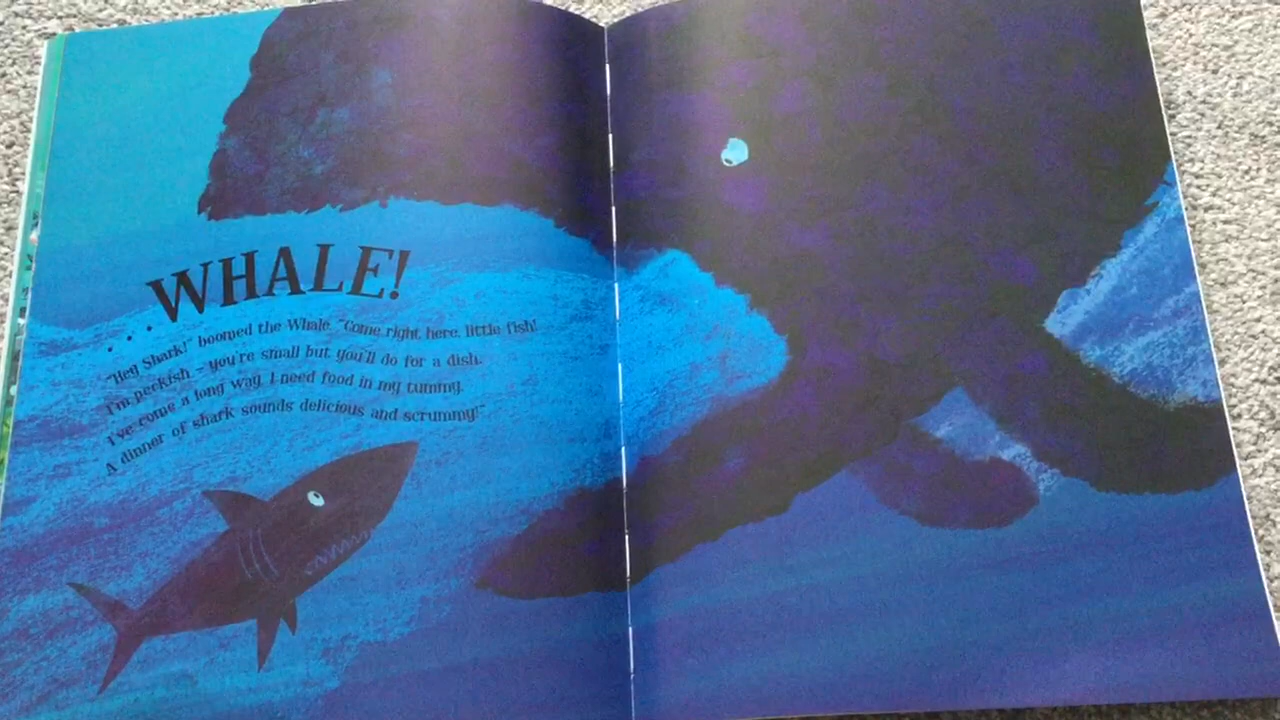 ...WHALE!
"Hey Shark!" boomed the Whale. "Come right here, little fish!
I'm peckish – you're small but you'll do for a dish.
I've come a long way. I need food in my tummy.
A dinner of shark sounds delicious and scrummy!"